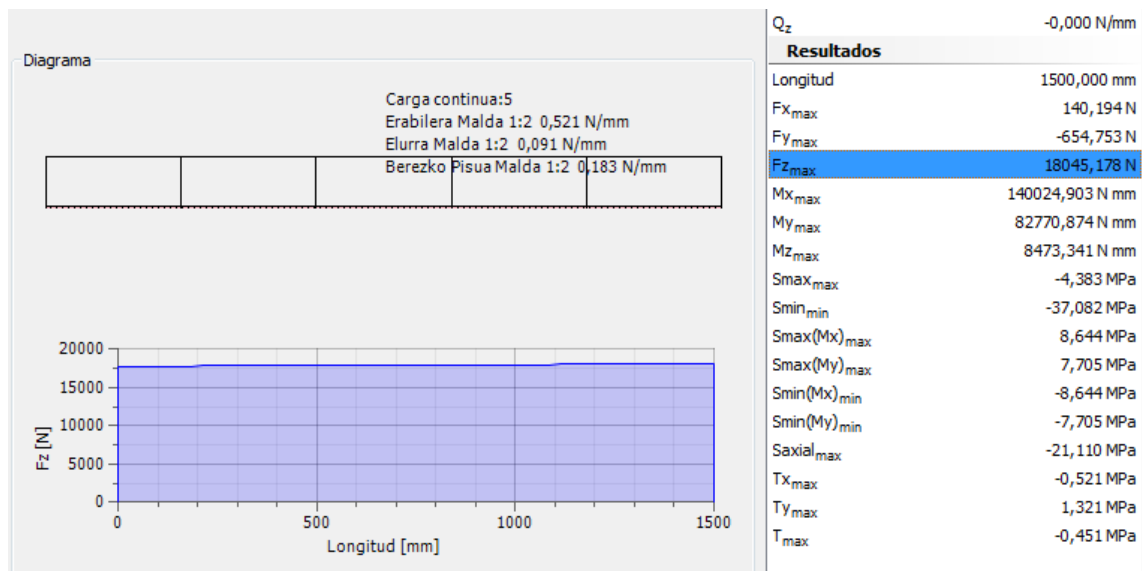 Diagrama
Carga continua:5
Erabilera Malda 1:2 0,521 N/mm
Elurra Malda 1:2 0,091 N/mm
Berezko Pisua Malda 1:2 0,183 N/mm
20000
15000
10000
5000
0
Fz [N]
0 500 1000 1500
Longitud [mm]
Qz -0,000 N/mm
Resultados
Longitud 1500,000 mm
Fxmax 140,194 N
Fymax -654,753 N
Fzmax 18045,178 N
Mxmax 140024,903 N mm
Mymax 82770,874 N mm
Mzmax 8473,341 N mm
Smaxmax -4,383 MPa
Sminmin -37,082 MPa
Smax(Mx)max 8,644 MPa
Smax(My)max 7,705 MPa
Smin(Mx)min -8,644 MPa
Smin(My)min -7,705 MPa
Saxialmax -21,110 MPa
Txmax -0,521 MPa
Tymax 1,321 MPa
Tmax -0,451 MPa